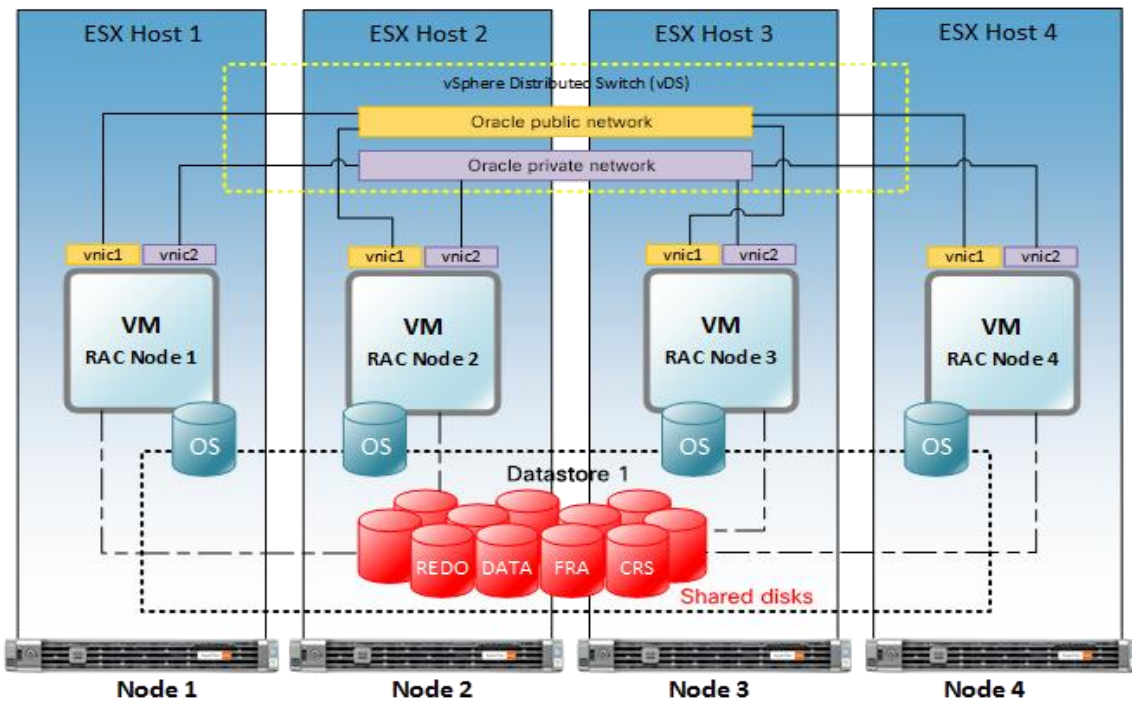 ESX Host 1
ESX Host 2
ESX Host 3
ESX Host 4
vSphere Distributed Switch (vDS)
Oracle public network
Oracle private network
vnic1
vnic2
vnic1
vnic2
vnic1
vnic2
vnic1
vnic2
VM
RAC Node 1
VM
RAC Node 2
VM
RAC Node 3
VM
RAC Node 4
OS
OS
OS
OS
Datastore 1
REDO
DATA
FRA
CRS
Shared disks
Node 1
Node 2
Node 3
Node 4